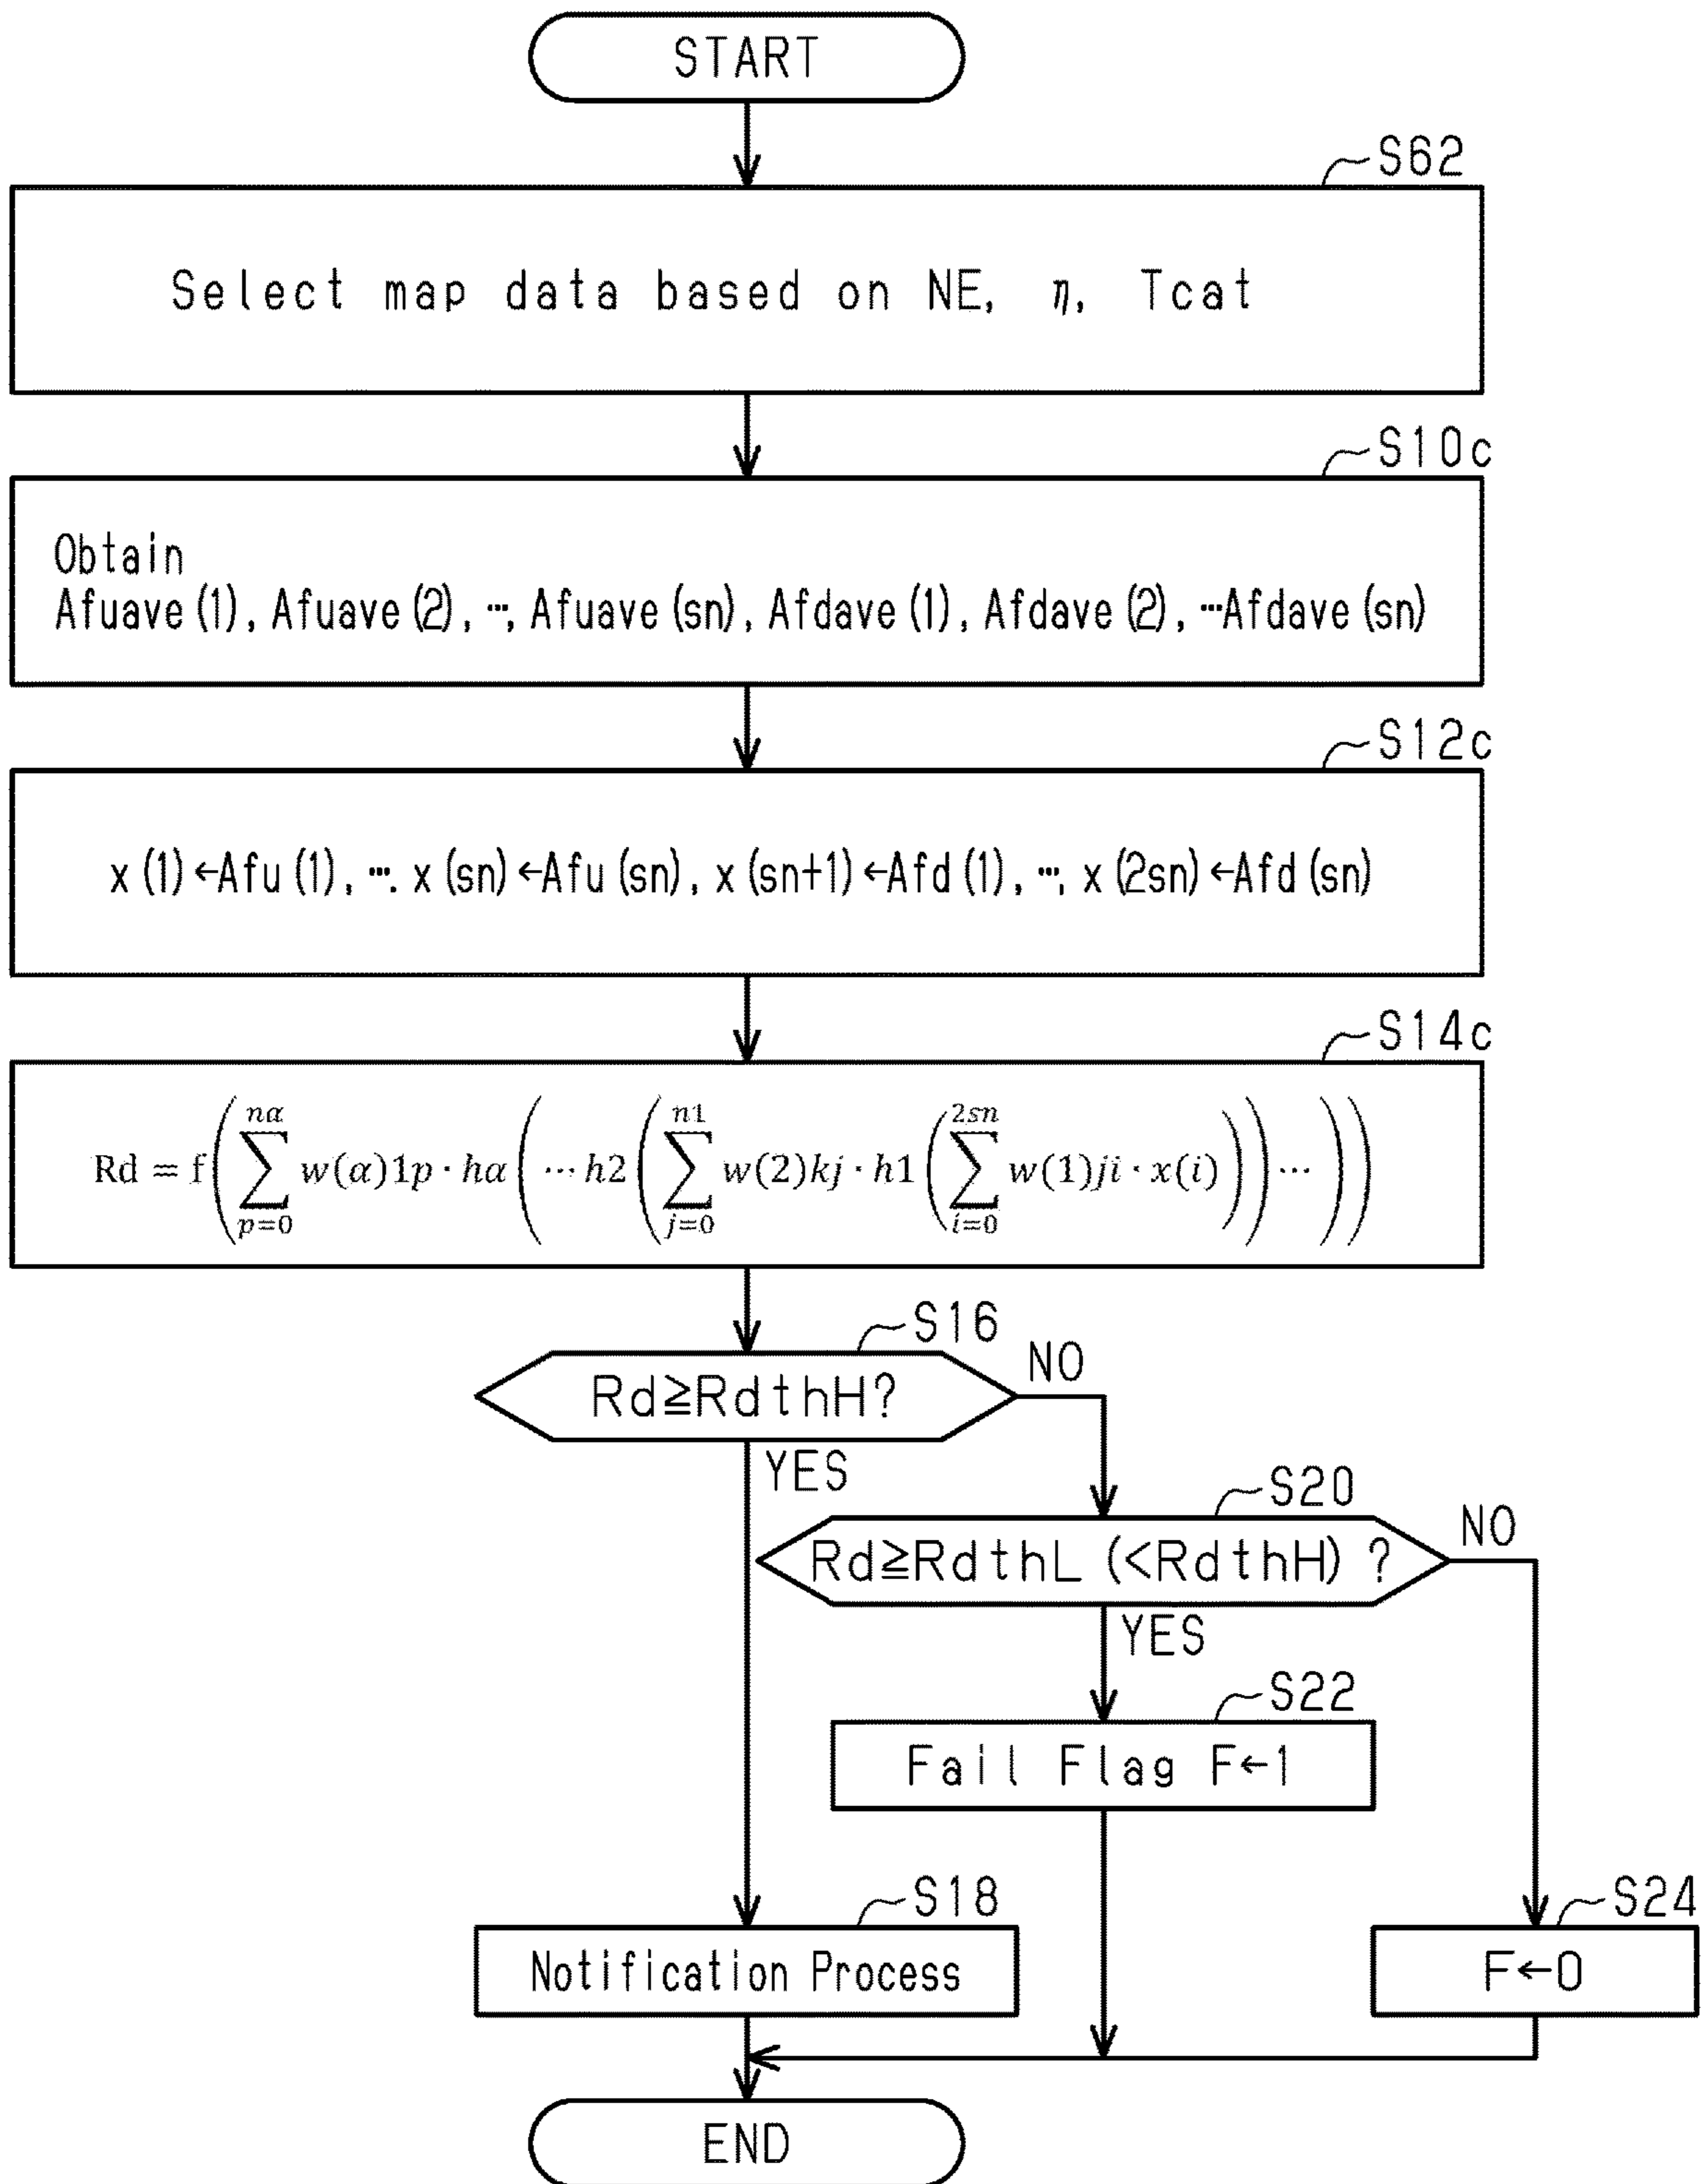 START
S62
Select map data based on NE, η, Tcat
S10c
Obtain
Afuave(1), Afuave(2), …, Afuave(sn), Afdave(1), Afdave(2), …Afdave(sn)
S12c
x(1)←Afu(1), …. x(sn)←Afu(sn), x(sn+1)←Afd(1), …, x(2sn)←Afd(sn)
S14c
Rd = f(∑_{p=0}^{nα} w(α)1p · hα(… h2(∑_{j=0}^{n1} w(2)kj · h1(∑_{i=0}^{2sn} w(1)ji · x(i))) … ))
S16
Rd≧RdthH?
NO
YES
S20
Rd≧RdthL (<RdthH) ?
NO
YES
S22
Fail Flag F←1
S18
Notification Process
S24
F←0
END